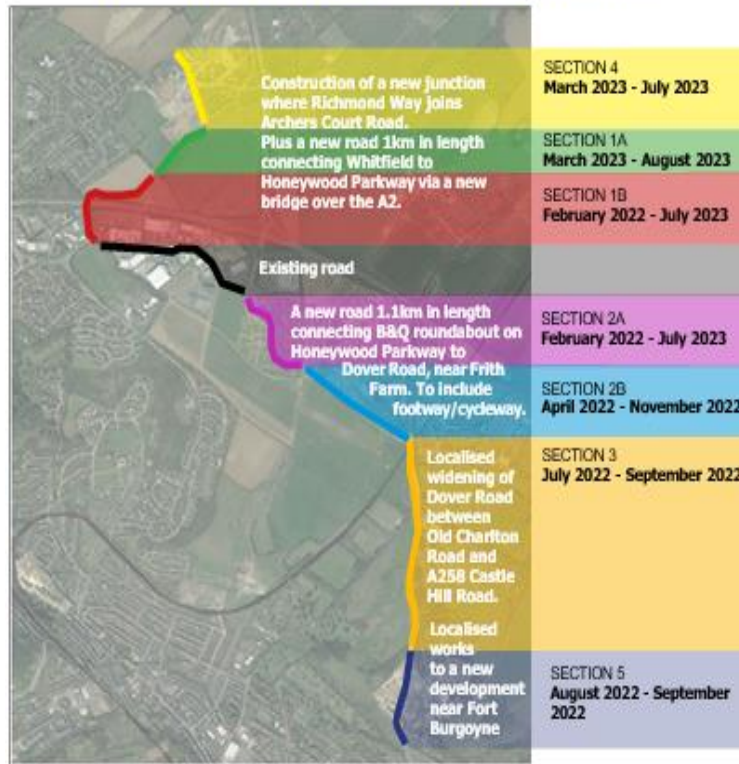 Construction of a new junction
where Richmond Way joins
Archers Court Road.
Plus a new road 1km in length
connecting Whitfield to
Honeywood Parkway via a new
bridge over the A2.
SECTION 4
March 2023 - July 2023
SECTION 1A
March 2023 - August 2023
SECTION 1B
February 2022 - July 2023
Existing road
A new road 1.1km in length
connecting B&Q roundabout on
Honeywood Parkway to
Dover Road, near Frith
Farm. To include
footway/cycleway.
SECTION 2A
February 2022 - July 2023
SECTION 2B
April 2022 - November 2022
Localised
widening of
Dover Road
between
Old Charlton
Road and
A258 Castle
Hill Road.
SECTION 3
July 2022 - September 2022
Localised
works
to a new
development
near Fort
Burgoyne
SECTION 5
August 2022 - September
2022